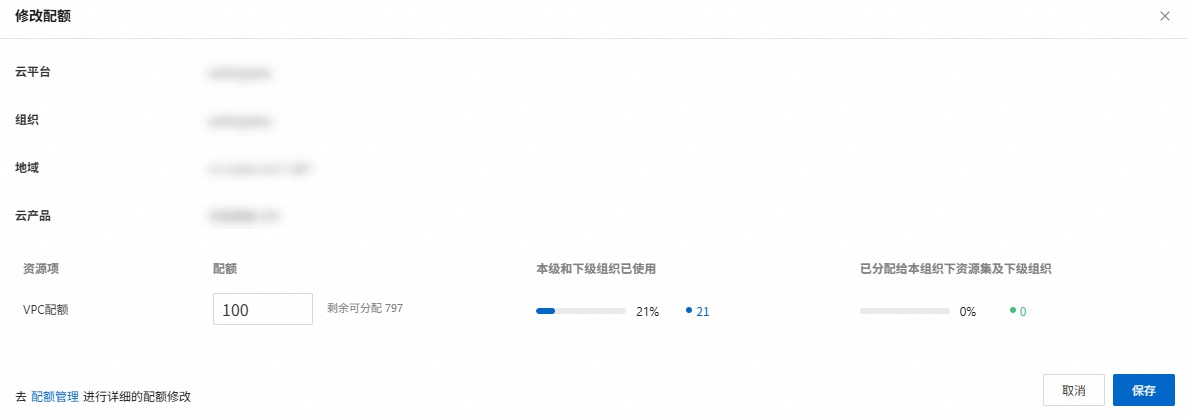 修改配额
云平台
组织
地域
云产品
资源项 配额 本级和下级组织已使用 已分配给本组织下资源集及下级组织
VPC配额 100 剩余可分配 797 21% 21 0% 0
去 配额管理 进行详细的配额修改 取消 保存